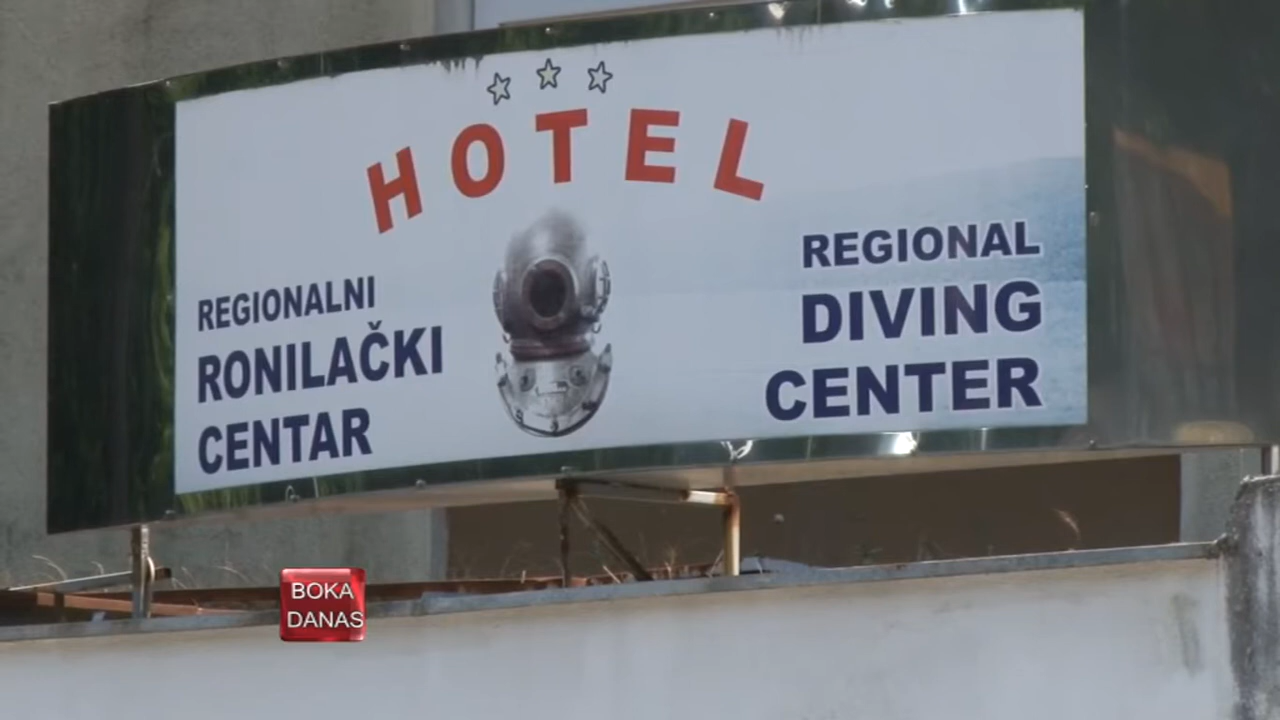 HOTEL
REGIONALNI
RONILAČKI
CENTAR
REGIONAL
DIVING
CENTER
BOKA
DANAS